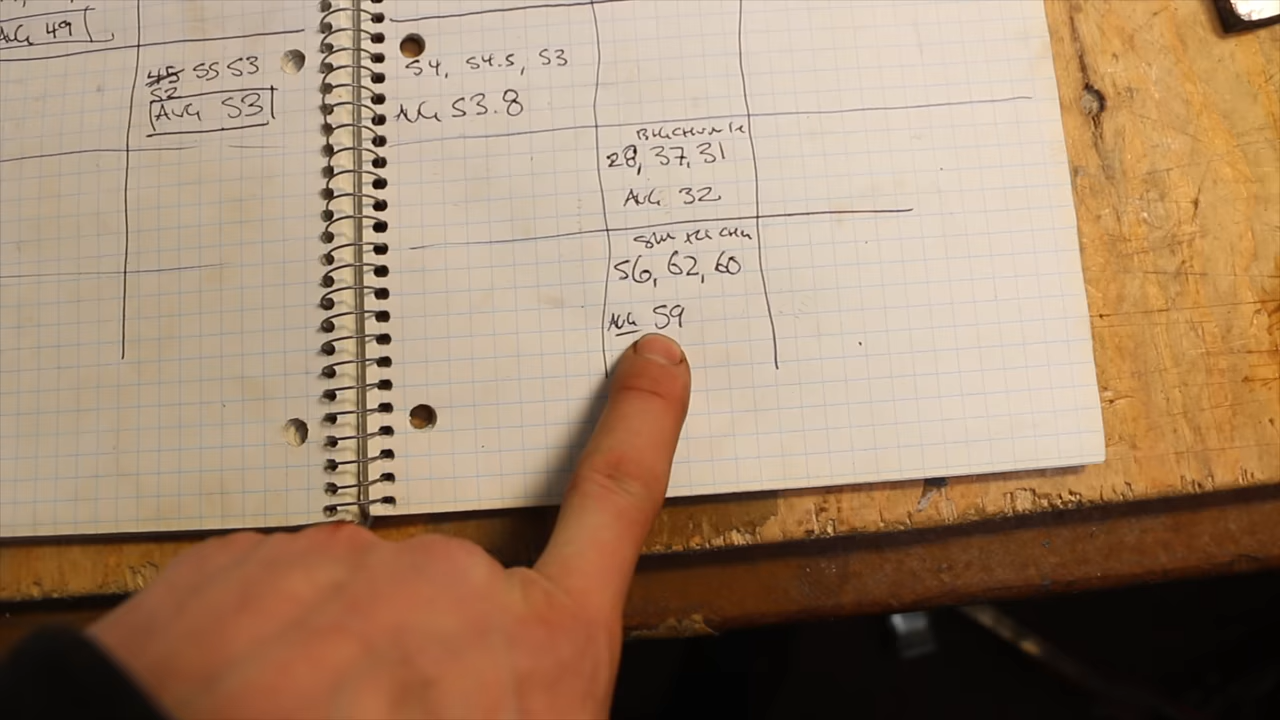 AVG 49
45 55 53
52
AVG 53
54, 54.5, 53
AVG 53.8
28, 37, 31
AVG 32
56, 62, 60
AVG 59